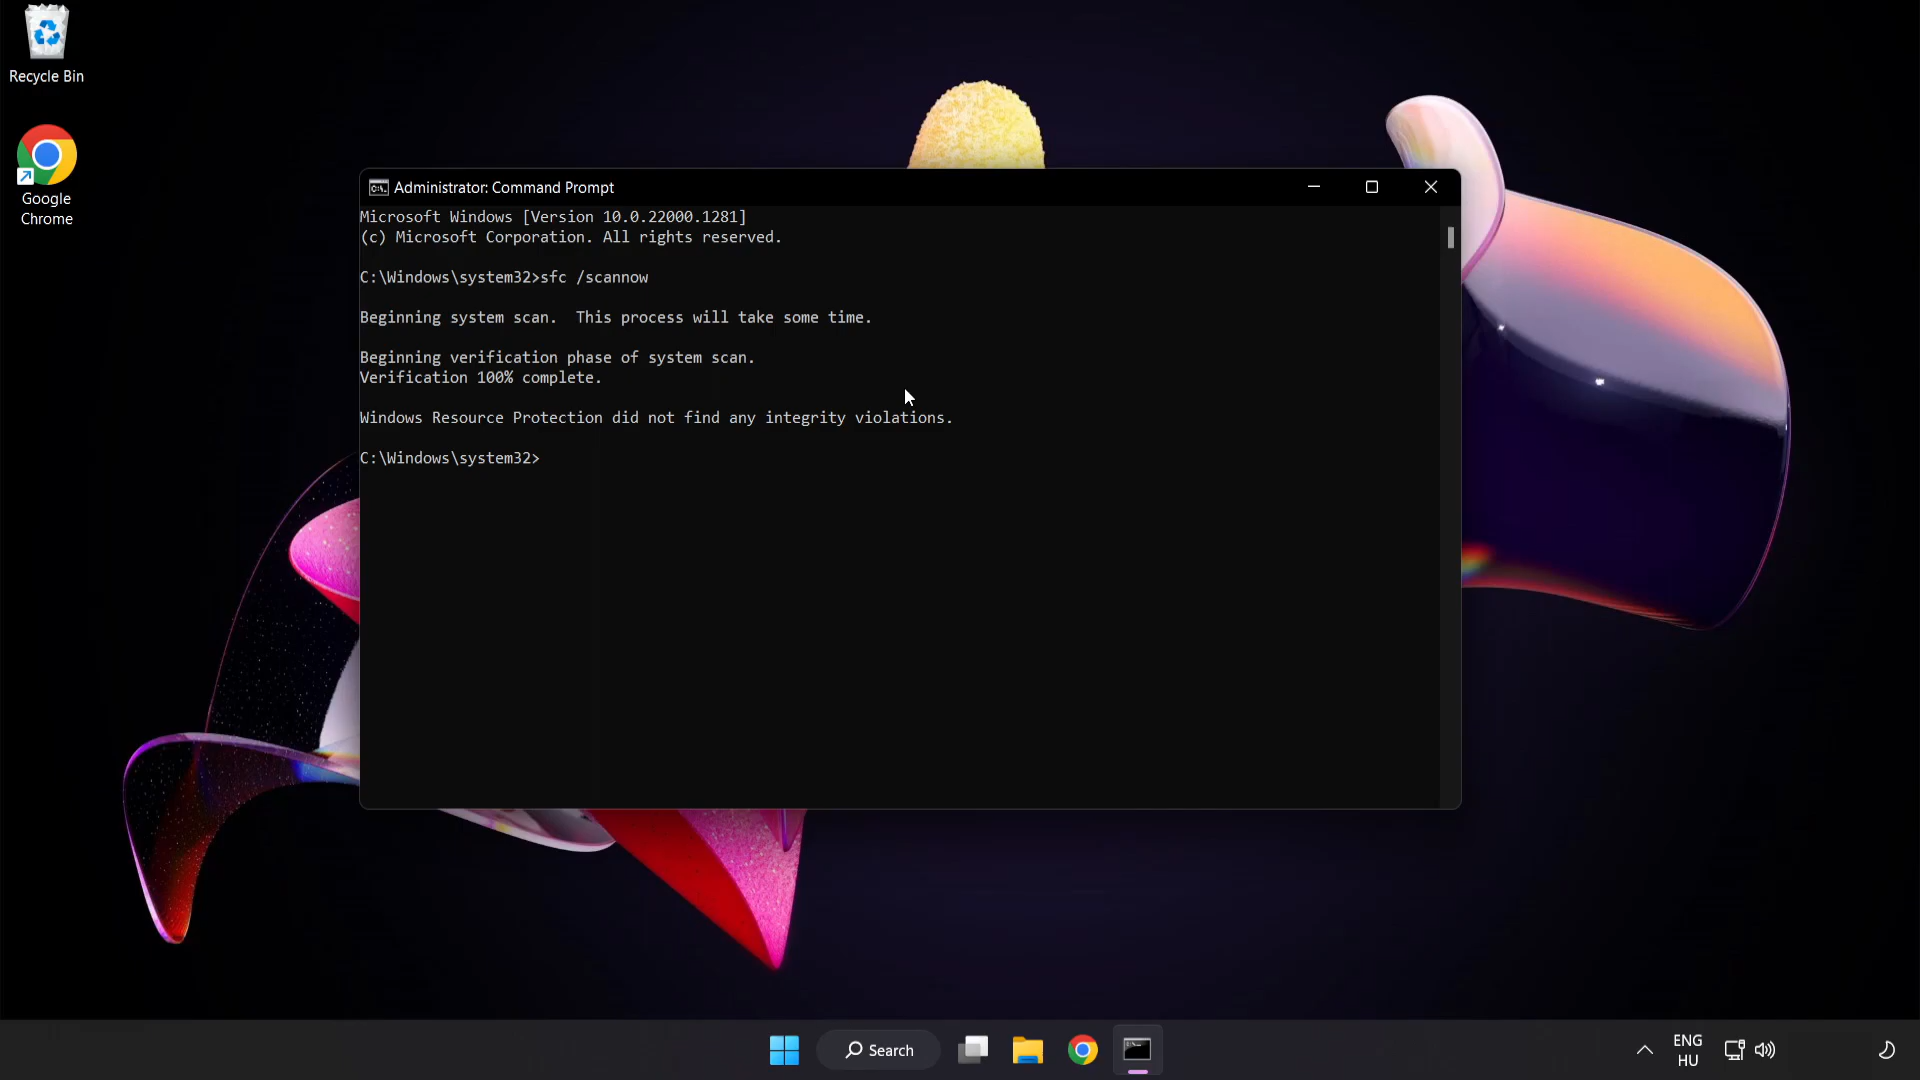 Recycle Bin
Google
Chrome
Administrator: Command Prompt
Microsoft Windows [Version 10.0.22000.1281]
(c) Microsoft Corporation. All rights reserved.
C:\Windows\system32>sfc /scannow
Beginning system scan.  This process will take some time.
Beginning verification phase of system scan.
Verification 100% complete.
Windows Resource Protection did not find any integrity violations.
C:\Windows\system32>
Search
ENG
HU